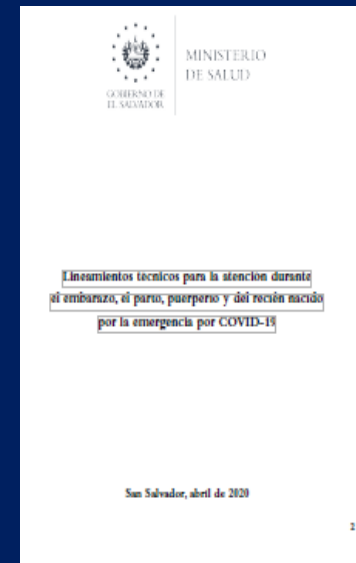 GOBIERNO DE
EL SALVADOR
MINISTERIO
DE SALUD
Lineamientos técnicos para la atención durante
el embarazo, el parto, puerperio y del recién nacido
por la emergencia por COVID-19
San Salvador, abril de 2020
2